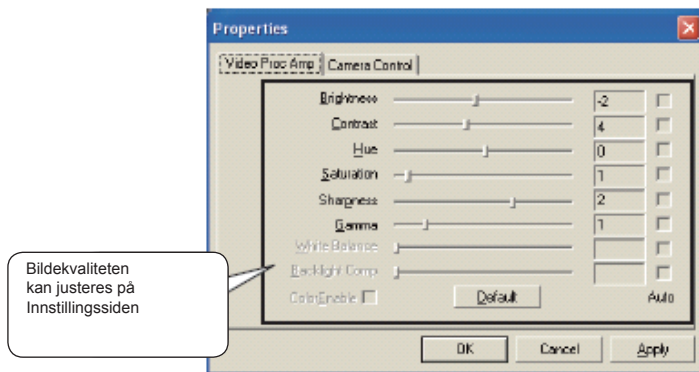 Properties
Video Proc Amp Camera Control
Brightness -2
Contrast 4
Hue 0
Saturation 1
Sharpness 2
Gamma 1
White Balance
Backlight Comp
ColorEnable Default Auto
Bildekvaliteten
kan justeres på
Innstillingssiden
OK Cancel Apply